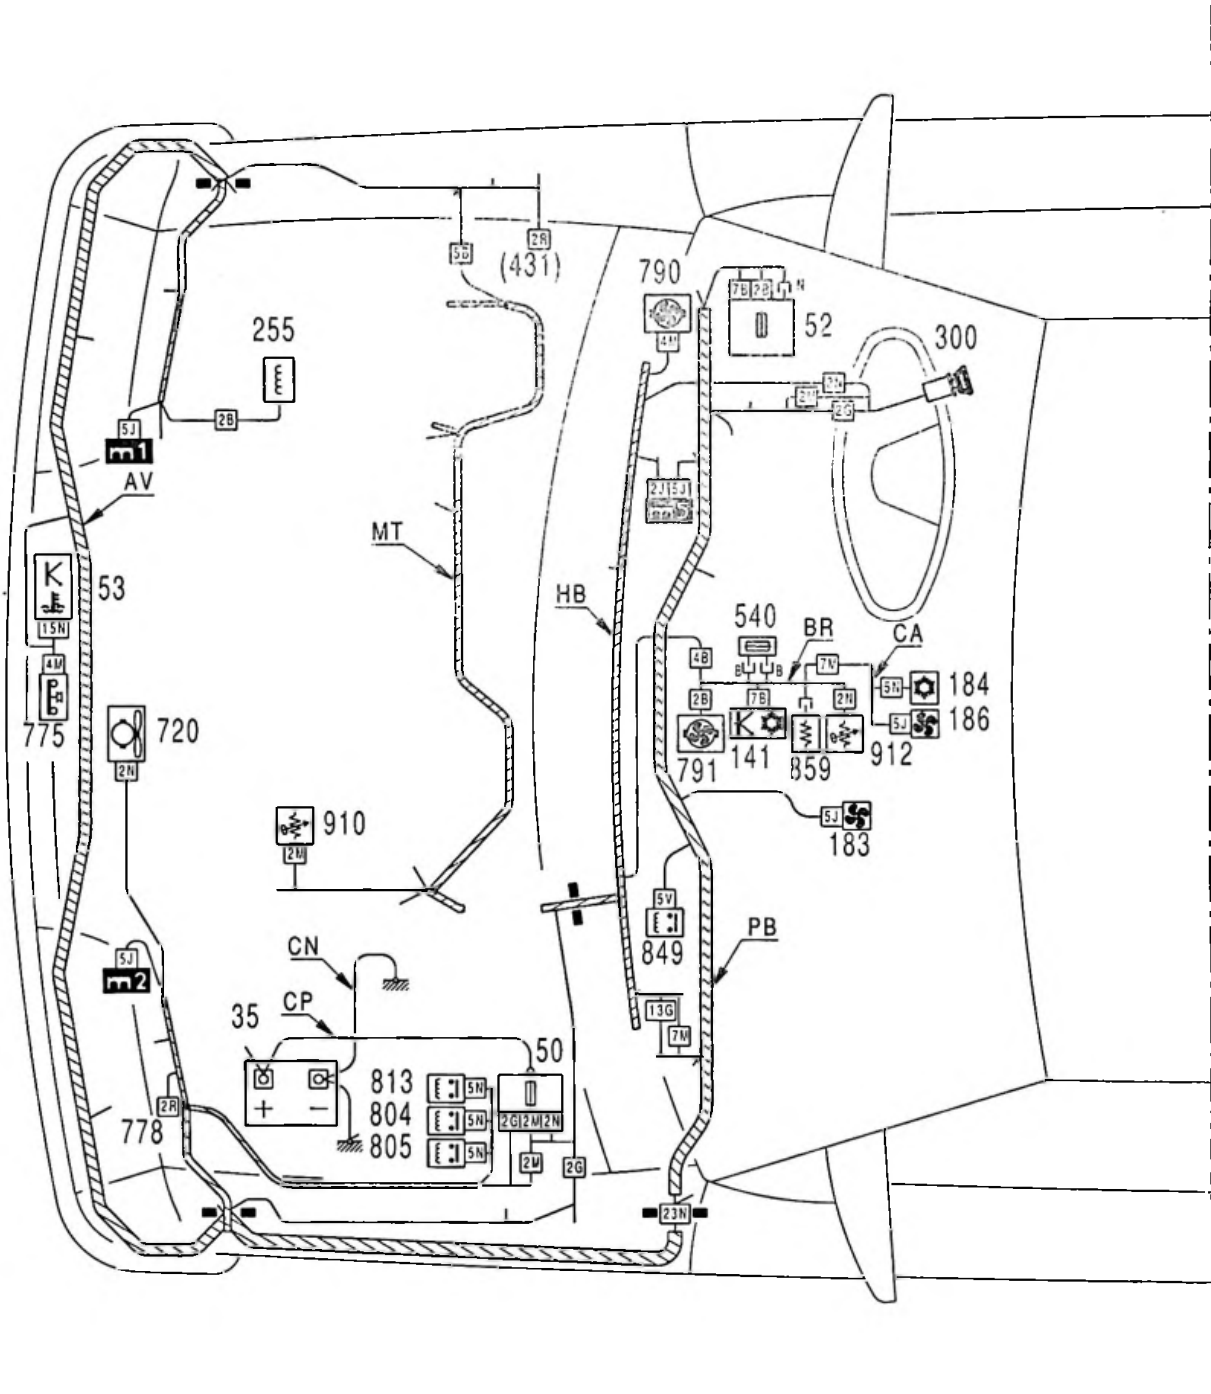 5B
2R
(431)
790
7B 2B N
52
4M
300
255
2N
2M
2G
2B
5J
m1
AV
2J 5J
MT
53
HB
540
BR
CA
15N
4B
B B
7M
4M
5N
184
775
720
2B
7B
2N
5J
186
791
141
859
912
2N
910
5J
183
2M
5V
849
PB
CN
5J
m2
35
CP
13G
7M
50
813
5N
+ −
804
5N
2G 2M 2N
2R
778
805
5N
2M
2G
23N